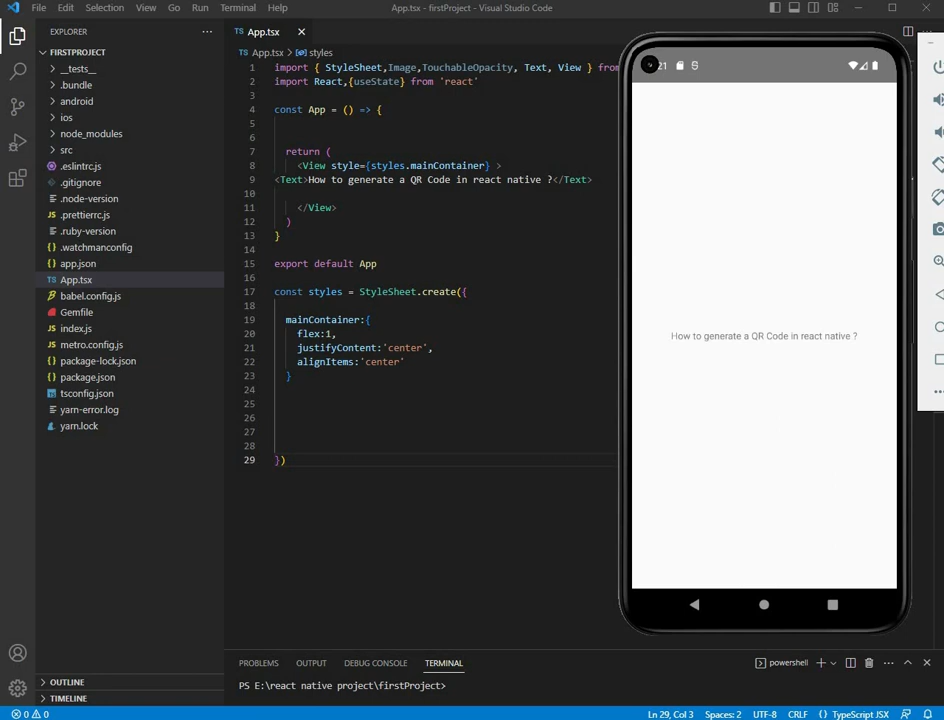 File Edit Selection View Go Run Terminal Help
App.tsx - firstProject - Visual Studio Code
EXPLORER
FIRSTPROJECT
__tests__
.bundle
android
ios
node_modules
src
.eslintrc.js
.gitignore
.node-version
.prettierrc.js
.ruby-version
.watchmanconfig
app.json
TS App.tsx
babel.config.js
Gemfile
JS index.js
metro.config.js
package-lock.json
package.json
tsconfig.json
yarn-error.log
yarn.lock
OUTLINE
TIMELINE
TS App.tsx
TS App.tsx > styles
1 import { StyleSheet,Image,TouchableOpacity, Text, View } from
2 import React,{useState} from 'react'
3
4 const App = () => {
5
6
7 return (
8 <View style={styles.mainContainer} >
9 <Text>How to generate a QR Code in react native ?</Text>
10
11 </View>
12 )
13 }
14
15 export default App
16
17 const styles = StyleSheet.create({
18
19 mainContainer:{
20 flex:1,
21 justifyContent:'center',
22 alignItems:'center'
23 }
24
25
26
27
28
29 })
How to generate a QR Code in react native ?
PROBLEMS OUTPUT DEBUG CONSOLE TERMINAL
powershell
PS E:\react native project\firstProject>
0 0
Ln 29, Col 3 Spaces: 2 UTF-8 CRLF {} TypeScript JSX